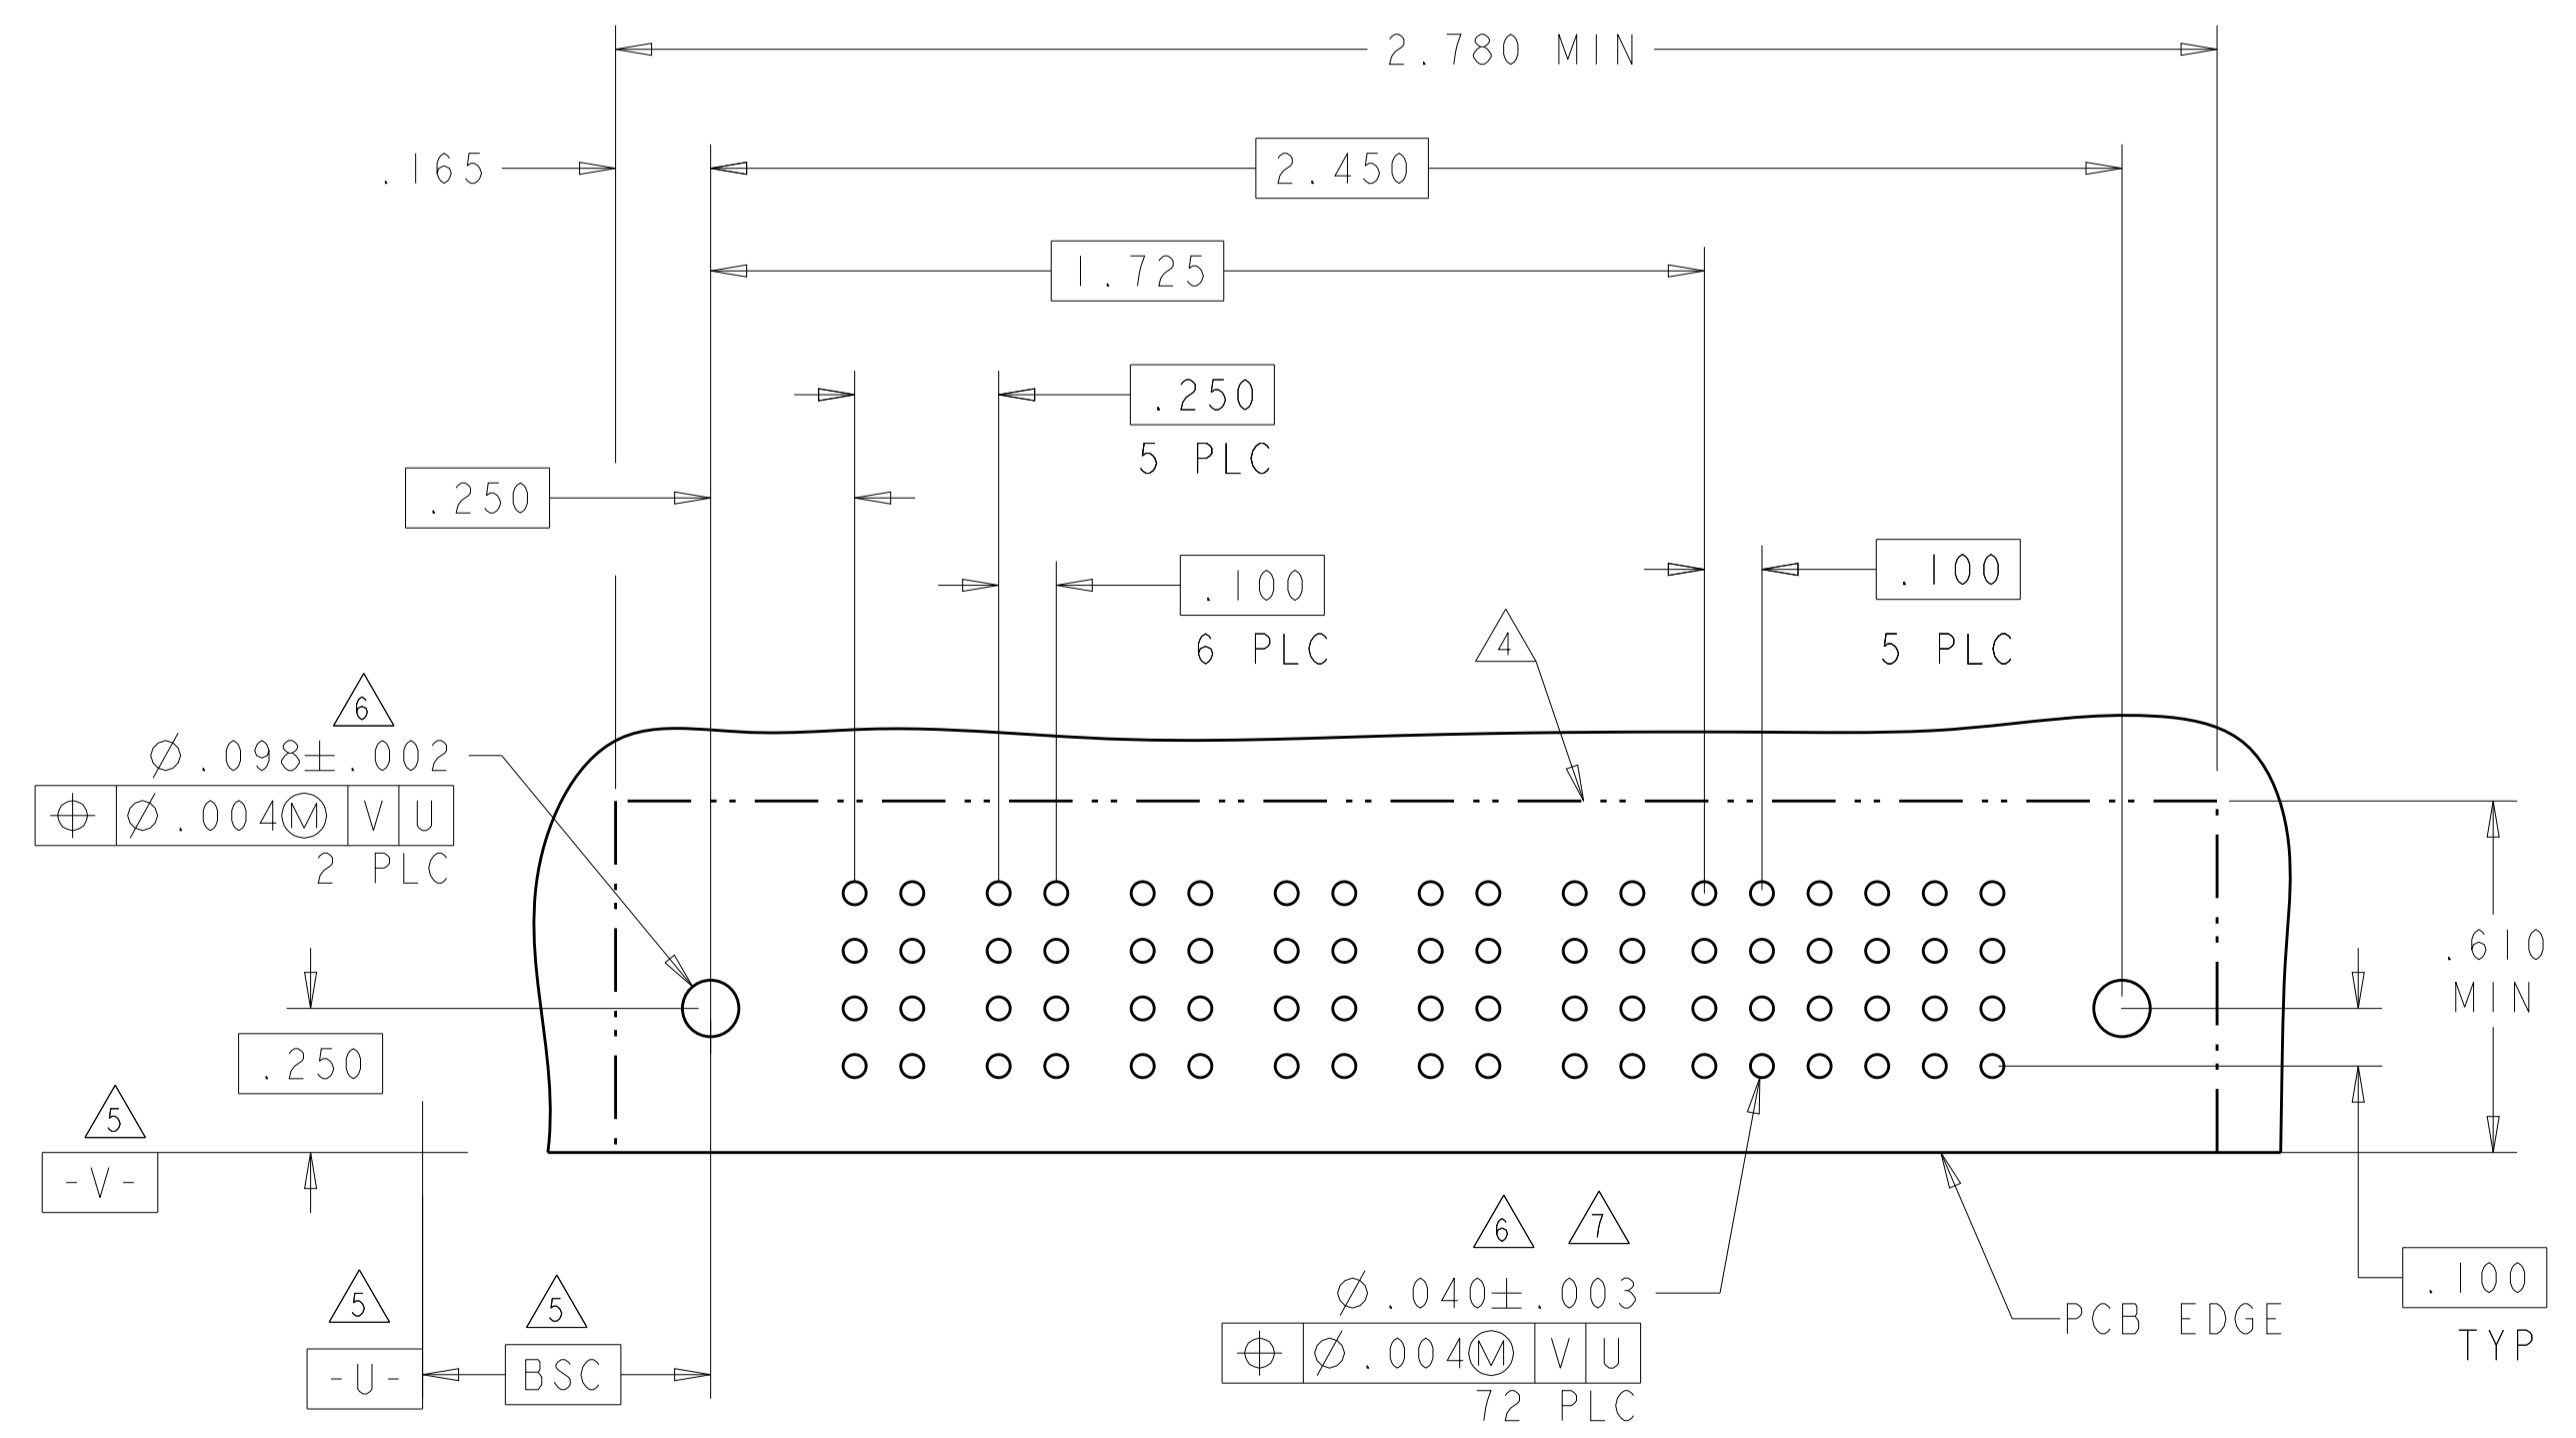 2.780 MIN
.165
2.450
1.725
.250
5 PLC
.250
.100
6 PLC
.100
5 PLC
4
6
Ø.098±.002
⌖ Ø.004Ⓜ V U
2 PLC
.610
MIN
.250
5
-V-
5
-U-
5
BSC
6 7
Ø.040±.003
⌖ Ø.004Ⓜ V U
72 PLC
PCB EDGE
.100
TYP